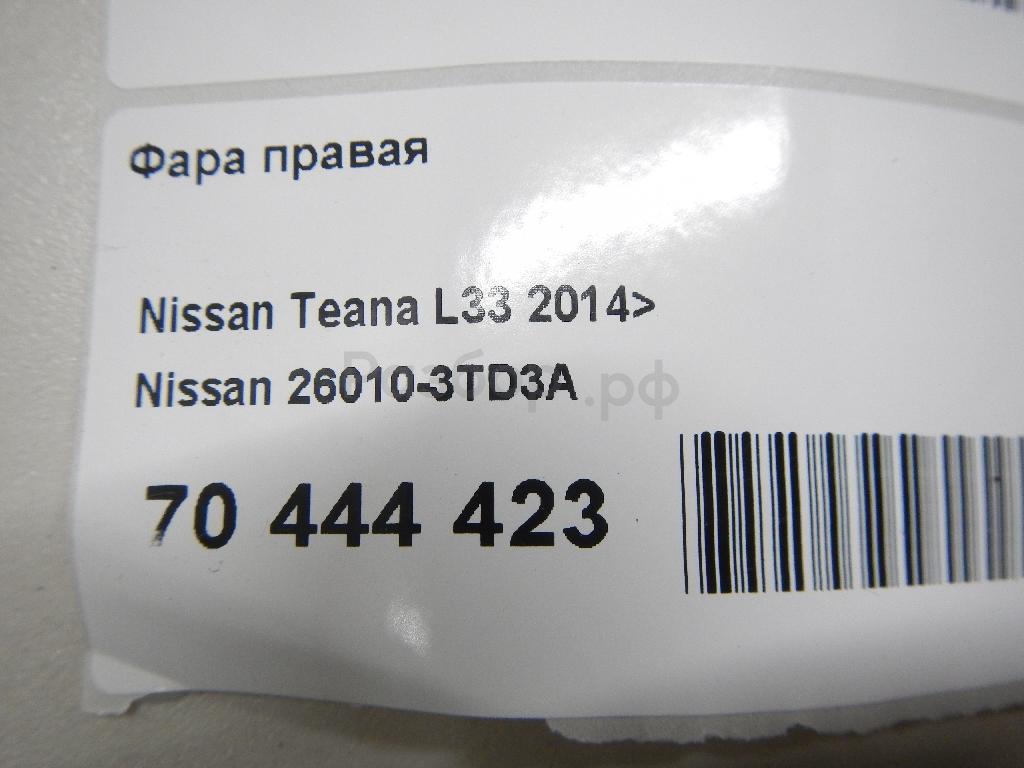 Фара правая
Nissan Teana L33 2014>
Nissan 26010-3TD3A
70 444 423